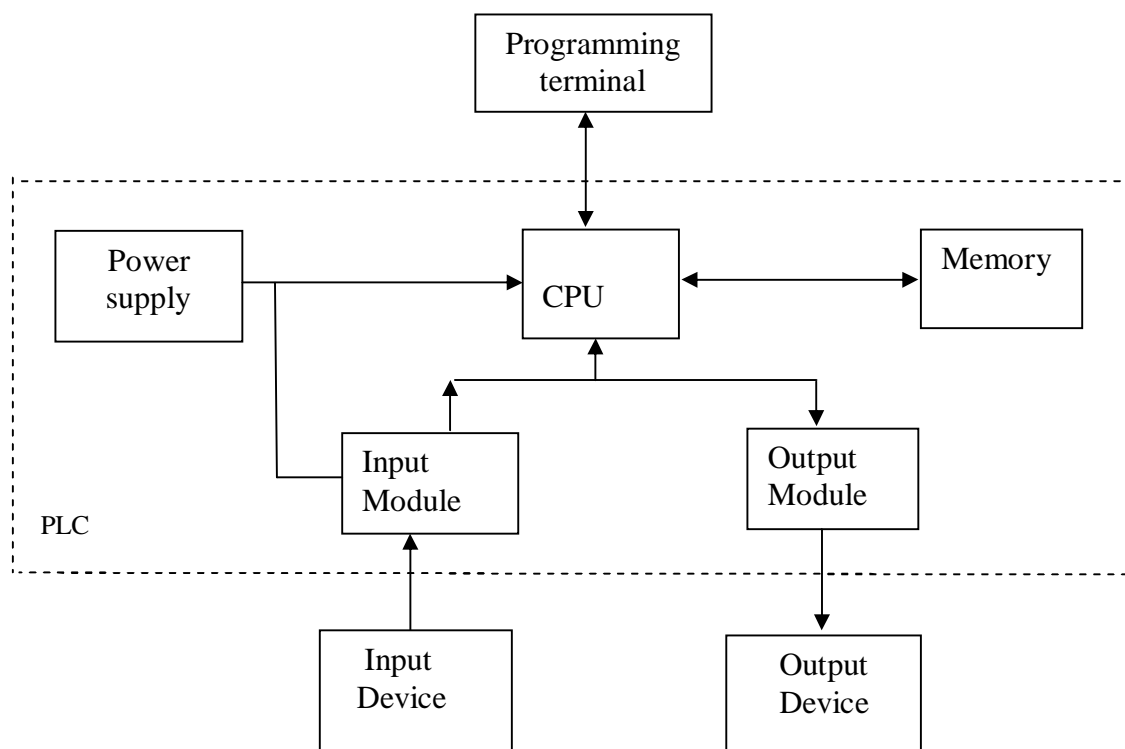 Programming
terminal
Power
supply
CPU
Memory
Input
Module
Output
Module
PLC
Input
Device
Output
Device